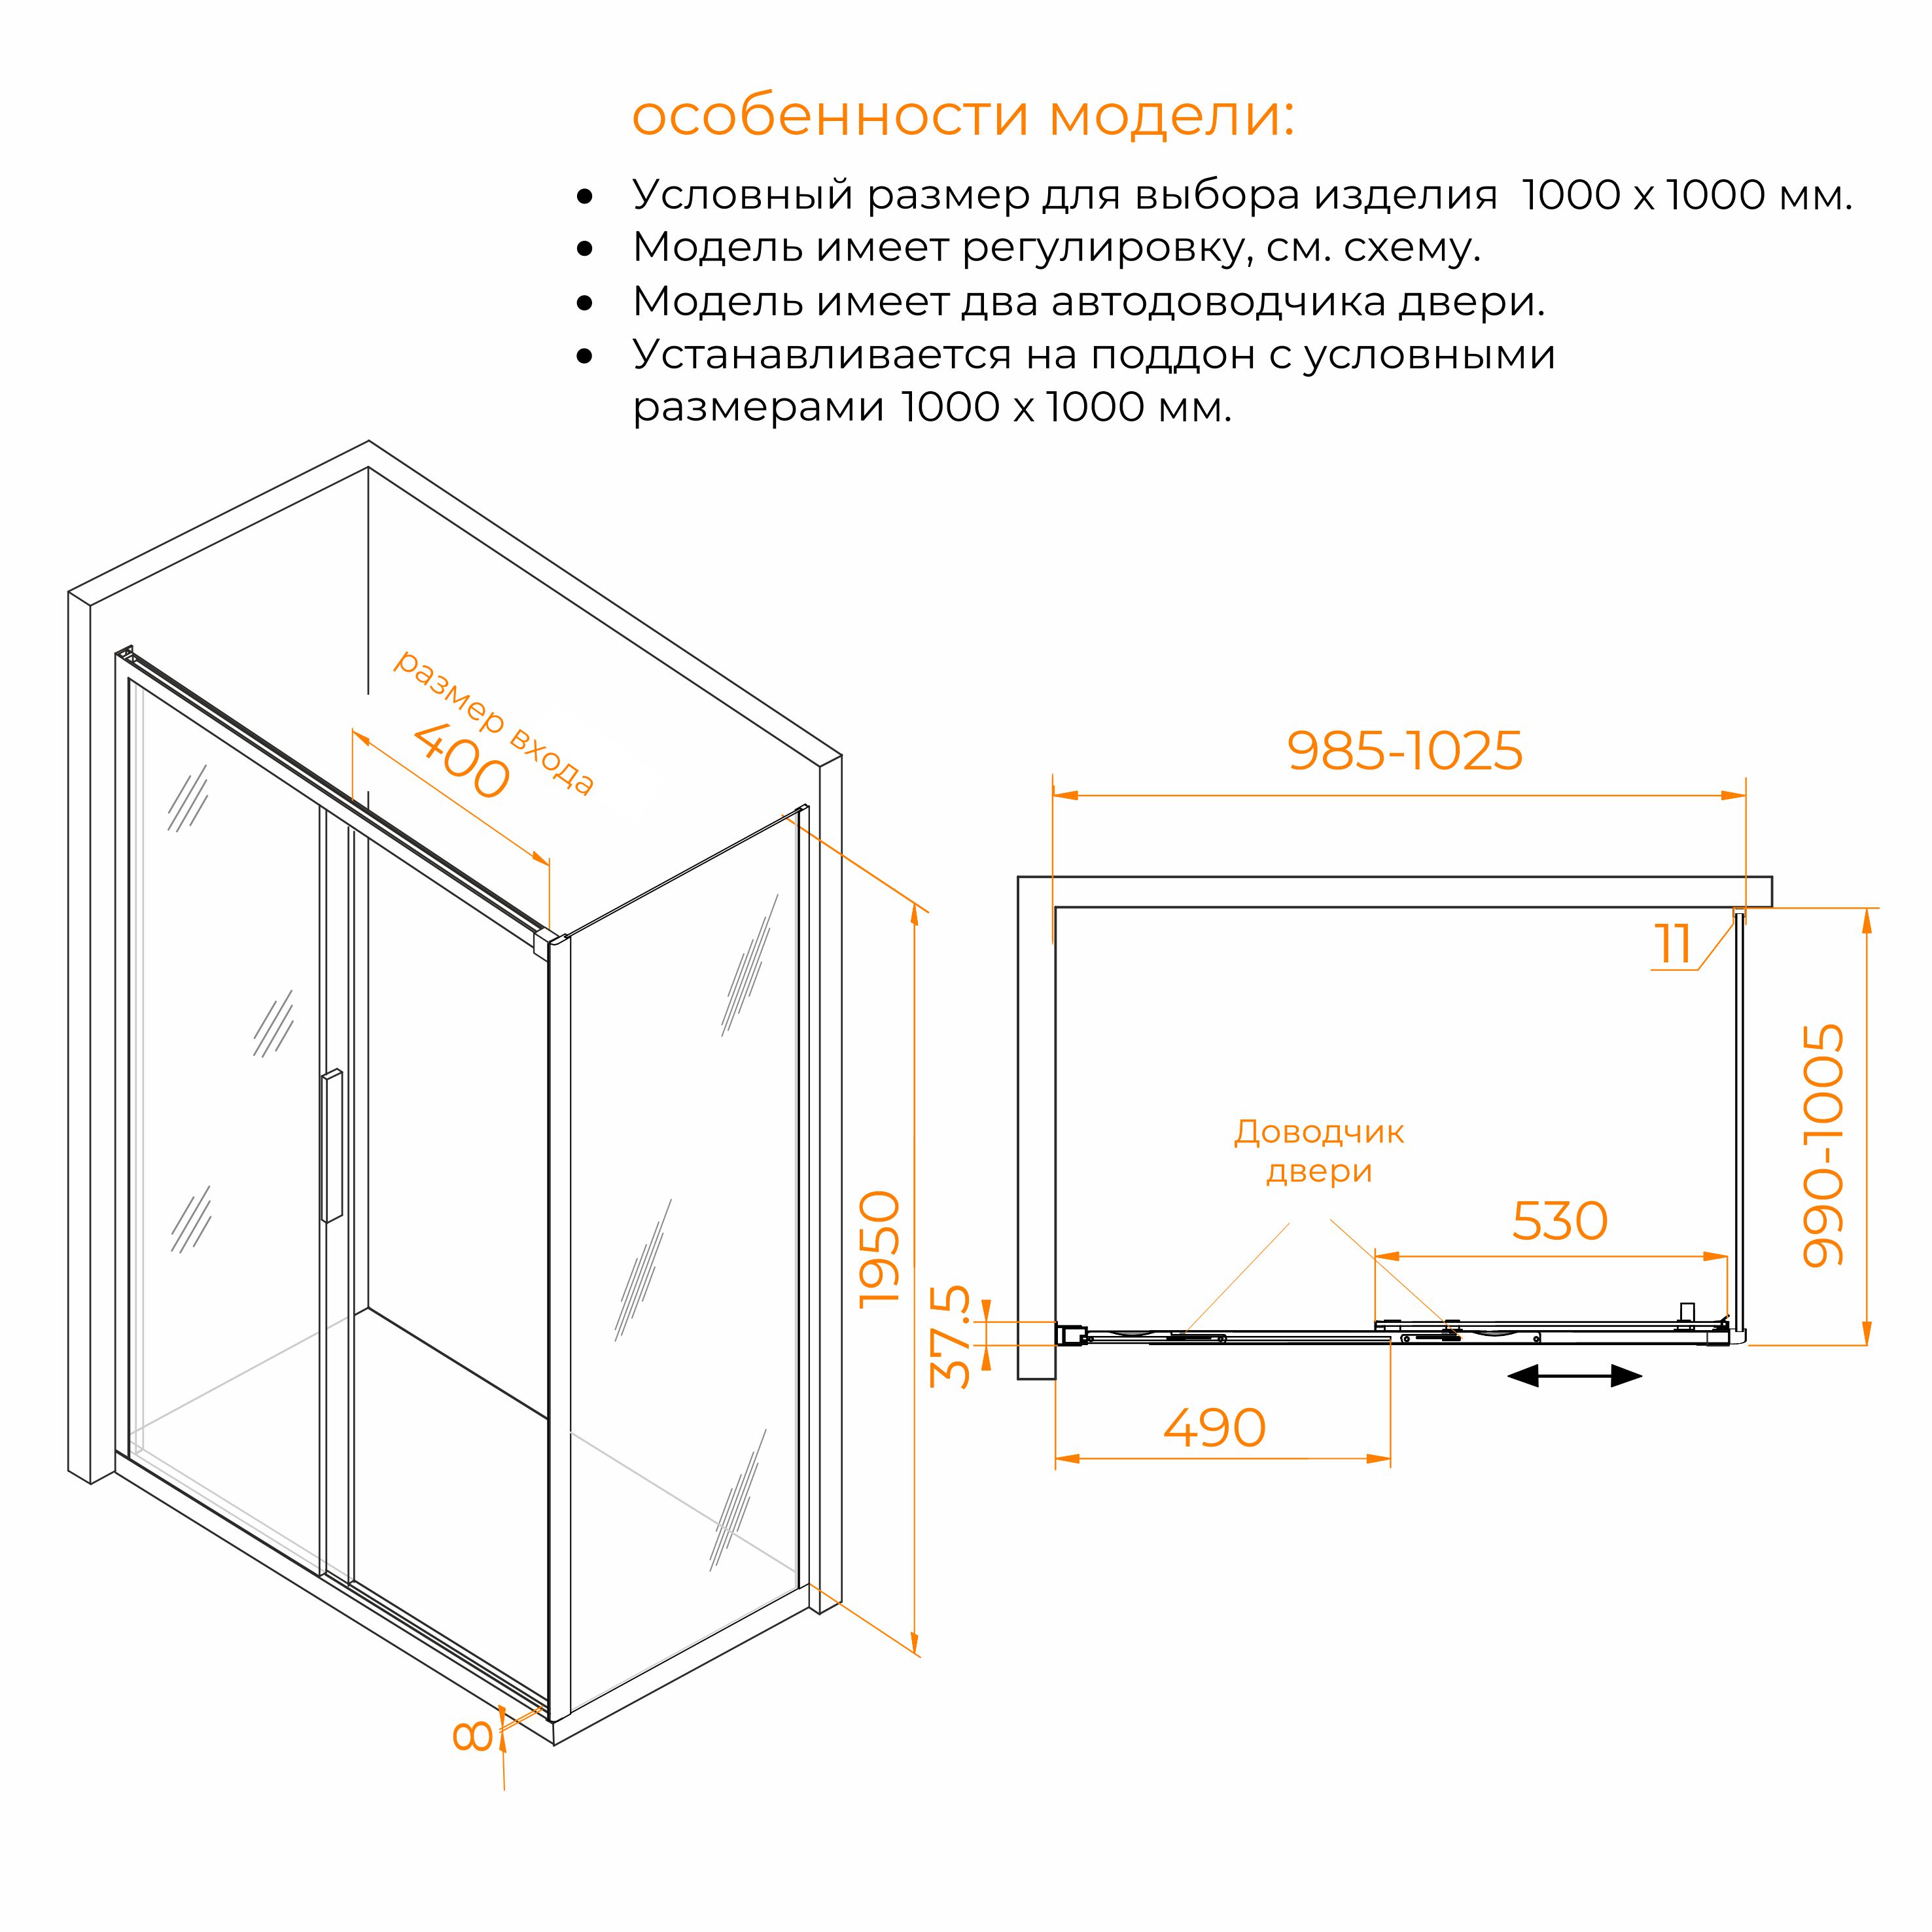 особенности модели:
• Условный размер для выбора изделия 1000 х 1000 мм.
• Модель имеет регулировку, см. схему.
• Модель имеет два автодоводчика двери.
• Устанавливается на поддон с условными
размерами 1000 х 1000 мм.
размер входа
400
985-1025
11
990-1005
Доводчик
двери
530
1950
37.5
490
8